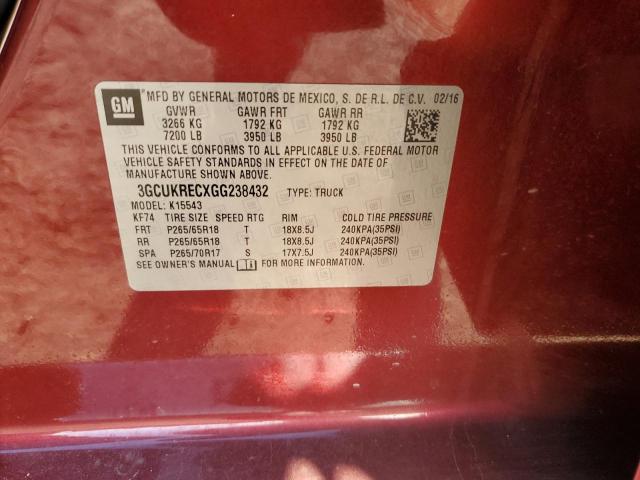 GM
MFD BY GENERAL MOTORS DE MEXICO, S. DE R.L. DE C.V. 02/16
GVWR GAWR FRT GAWR RR
3266 KG 1792 KG 1792 KG
7200 LB 3950 LB 3950 LB
THIS VEHICLE CONFORMS TO ALL APPLICABLE U.S. FEDERAL MOTOR
VEHICLE SAFETY STANDARDS IN EFFECT ON THE DATE OF
MANUFACTURE SHOWN ABOVE.
3GCUKRECXGG238432 TYPE: TRUCK
MODEL: K15543
KF74 TIRE SIZE SPEED RTG RIM COLD TIRE PRESSURE
FRT P265/65R18 T 18X8.5J 240KPA(35PSI)
RR P265/65R18 T 18X8.5J 240KPA(35PSI)
SPA P265/70R17 S 17X7.5J 240KPA(35PSI)
SEE OWNER'S MANUAL FOR MORE INFORMATION.